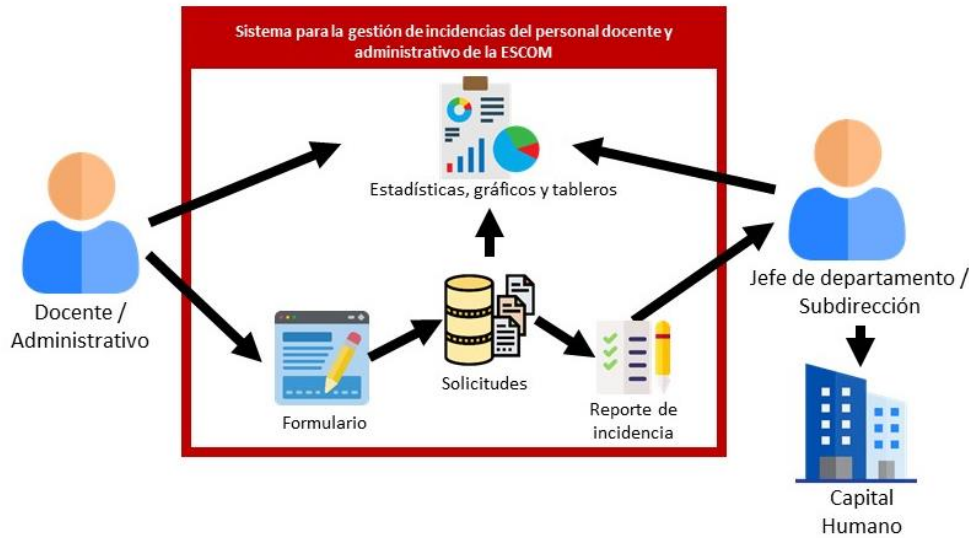 Sistema para la gestión de incidencias del personal docente y
administrativo de la ESCOM
Estadísticas, gráficos y tableros
Docente /
Administrativo
Jefe de departamento /
Subdirección
Formulario
Solicitudes
Reporte de
incidencia
Capital
Humano